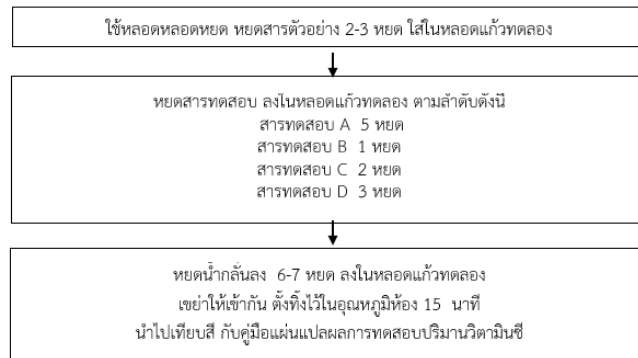 ใช้หลอดหลอดหยด หยดสารตัวอย่าง 2-3 หยด ใส่ในหลอดแก้วทดลอง
หยดสารทดสอบ ลงในหลอดแก้วทดลอง ตามลำดับดังนี้
สารทดสอบ A 5 หยด
สารทดสอบ B 1 หยด
สารทดสอบ C 2 หยด
สารทดสอบ D 3 หยด
หยดน้ำกลั่นลง 6-7 หยด ลงในหลอดแก้วทดลอง
เขย่าให้เข้ากัน ตั้งทิ้งไว้ในอุณหภูมิห้อง 15 นาที
นำไปเทียบสี กับคู่มือแผ่นแปลผลการทดสอบปริมานวิตามินซี